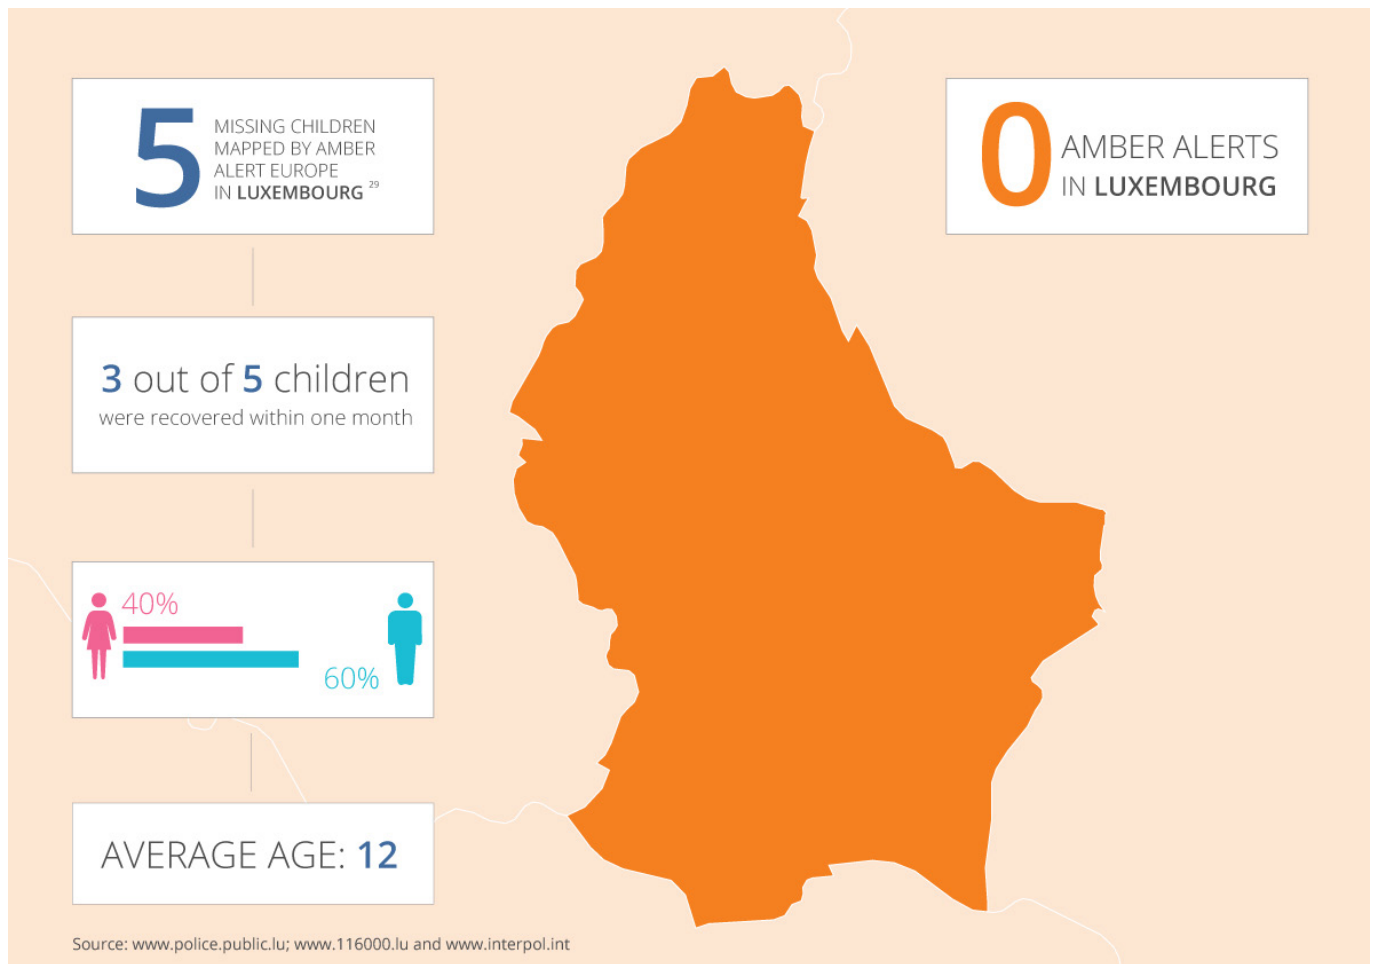 5
MISSING CHILDREN
MAPPED BY AMBER
ALERT EUROPE
IN LUXEMBOURG 29
0
AMBER ALERTS
IN LUXEMBOURG
3 out of 5 children
were recovered within one month
40%
60%
AVERAGE AGE: 12
Source: www.police.public.lu; www.116000.lu and www.interpol.int